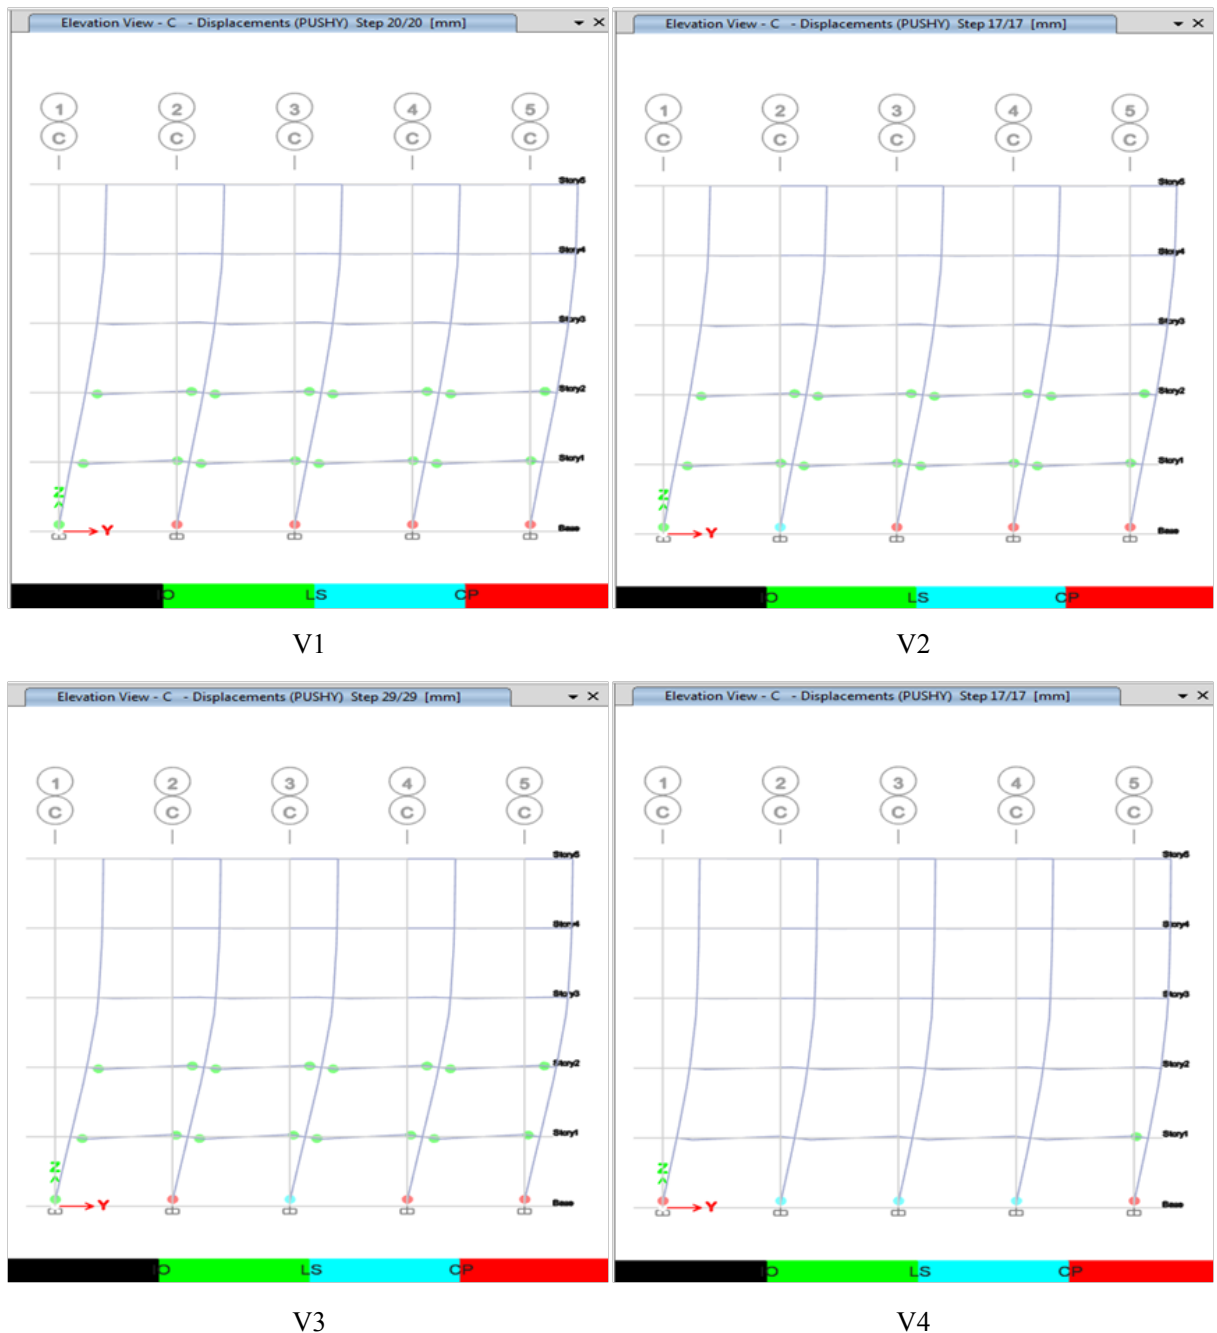 Elevation View - C - Displacements (PUSHY) Step 20/20 [mm]
1 2 3 4 5
C C C C C
Story5
Story4
Story3
Story2
Story1
Z
Y
Base
IO LS CP
V1
Elevation View - C - Displacements (PUSHY) Step 17/17 [mm]
1 2 3 4 5
C C C C C
Story5
Story4
Story3
Story2
Story1
Z
Y
Base
IO LS CP
V2
Elevation View - C - Displacements (PUSHY) Step 29/29 [mm]
1 2 3 4 5
C C C C C
Story5
Story4
Story3
Story2
Story1
Z
Y
Base
IO LS CP
V3
Elevation View - C - Displacements (PUSHY) Step 17/17 [mm]
1 2 3 4 5
C C C C C
Story5
Story4
Story3
Story2
Story1
Z
Y
Base
IO LS CP
V4